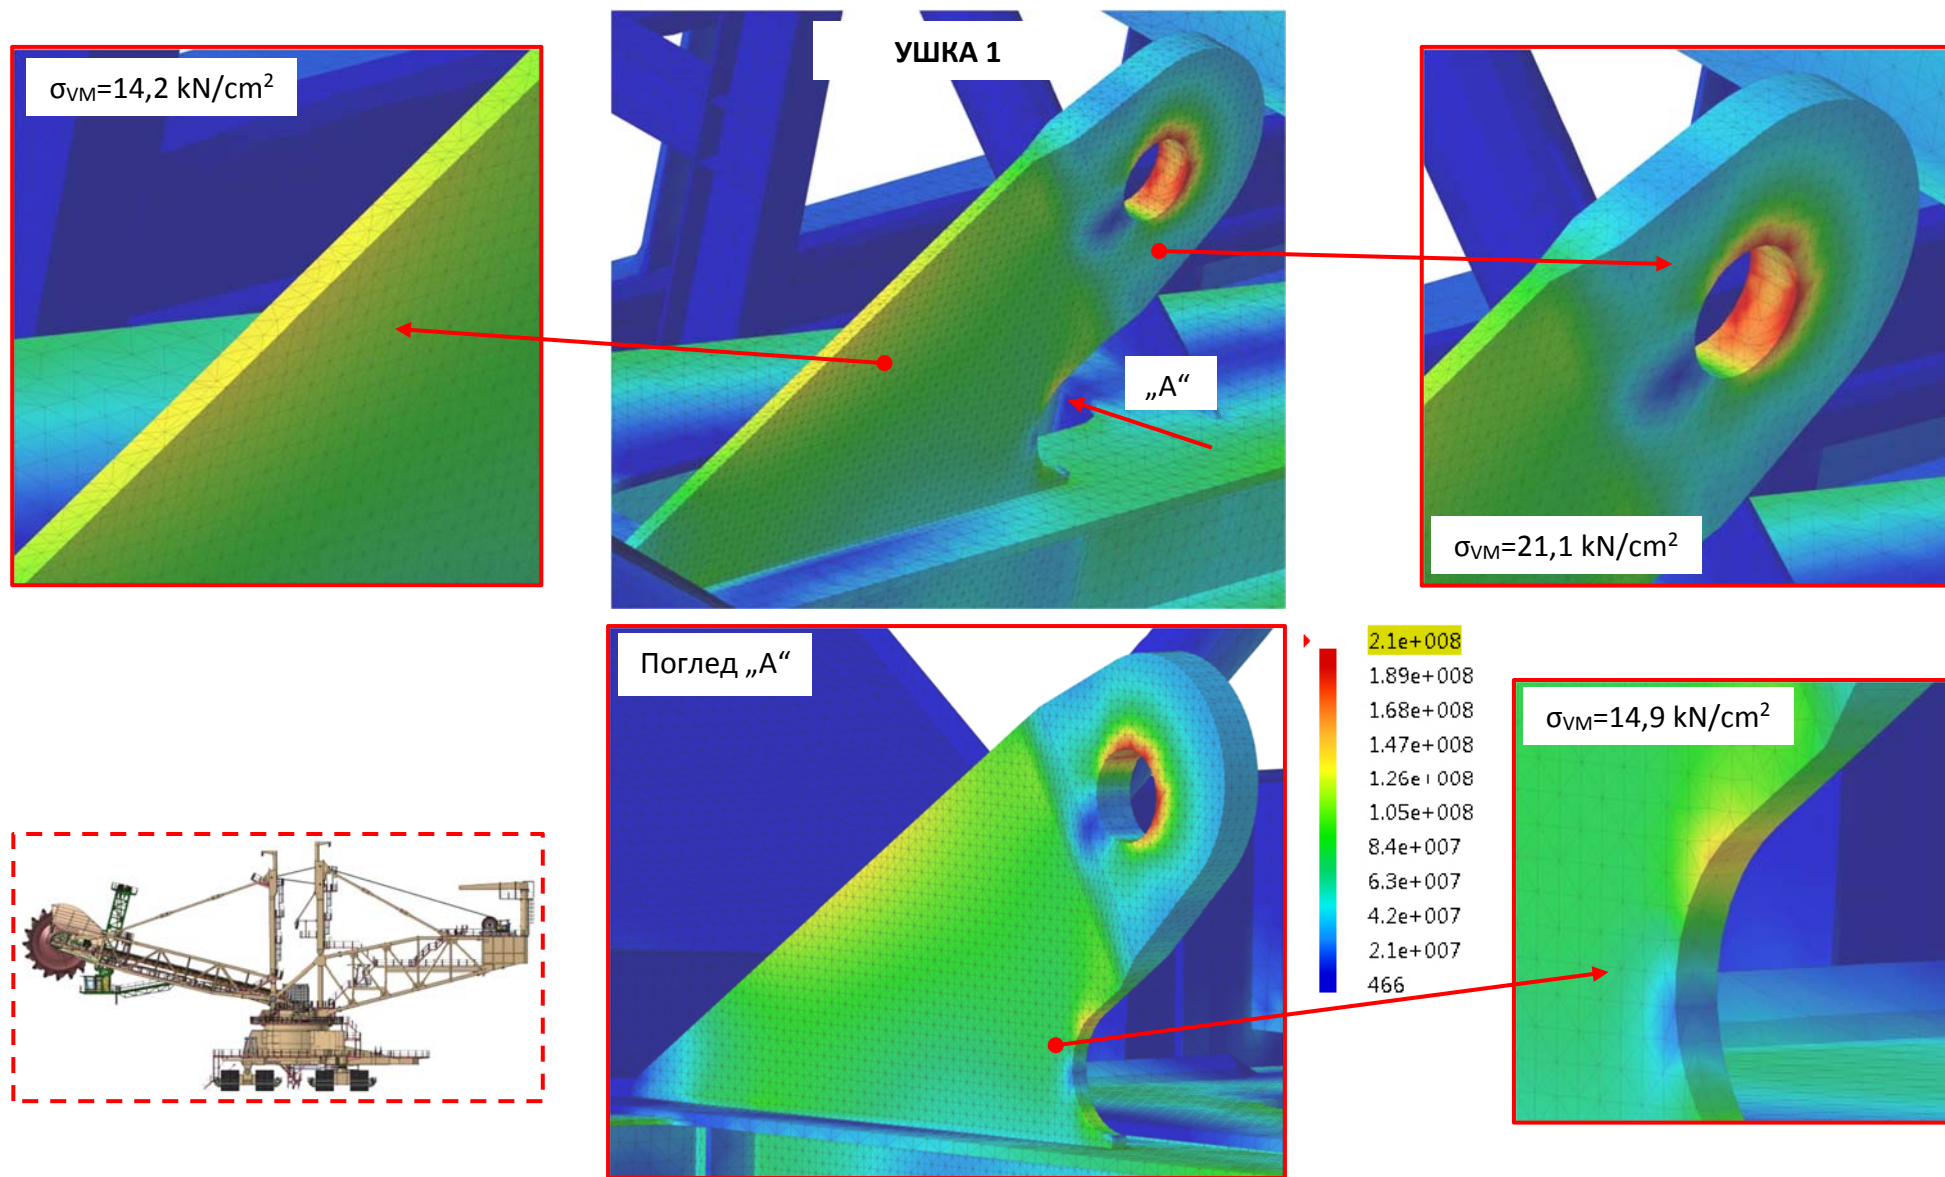 σVM=14,2 kN/cm²
УШКА 1
„А“
σVM=21,1 kN/cm²
Поглед „А“
2.1e+008
1.89e+008
1.68e+008
1.47e+008
1.26e+008
1.05e+008
8.4e+007
6.3e+007
4.2e+007
2.1e+007
466
σVM=14,9 kN/cm²